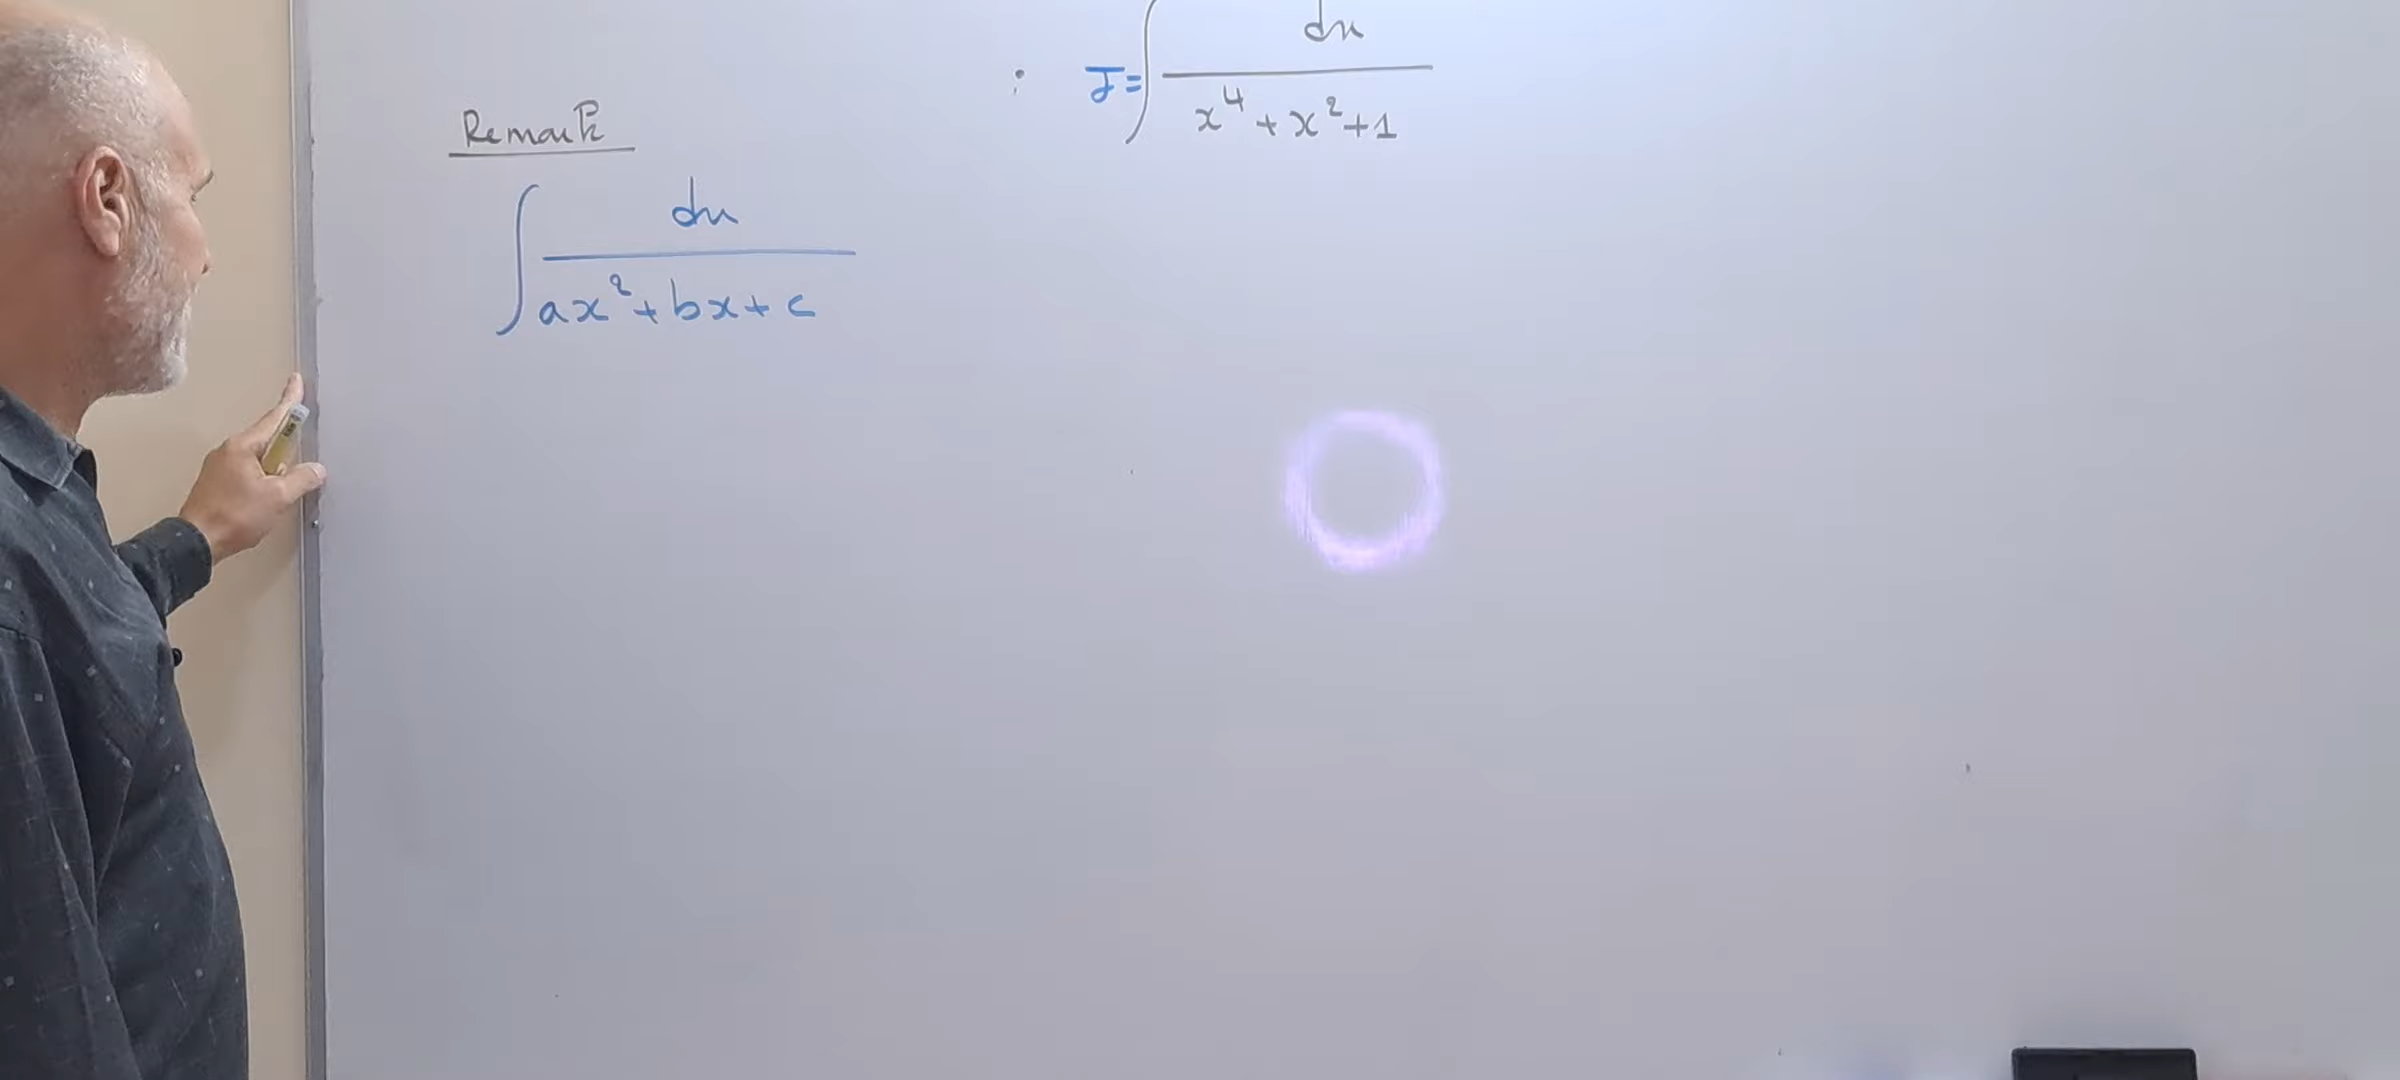 J = ∫ dx / (x⁴ + x² + 1)
Remark
∫ dx / (ax² + bx + c)